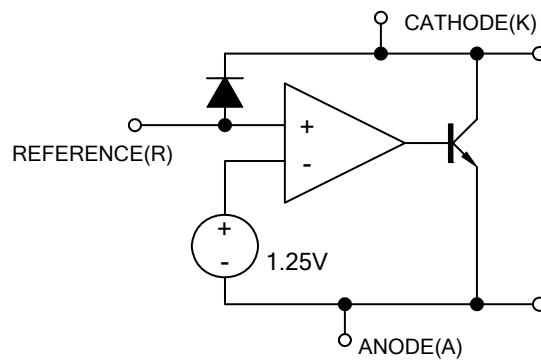 CATHODE(K)
+
REFERENCE(R)
-
+
-
1.25V
ANODE(A)